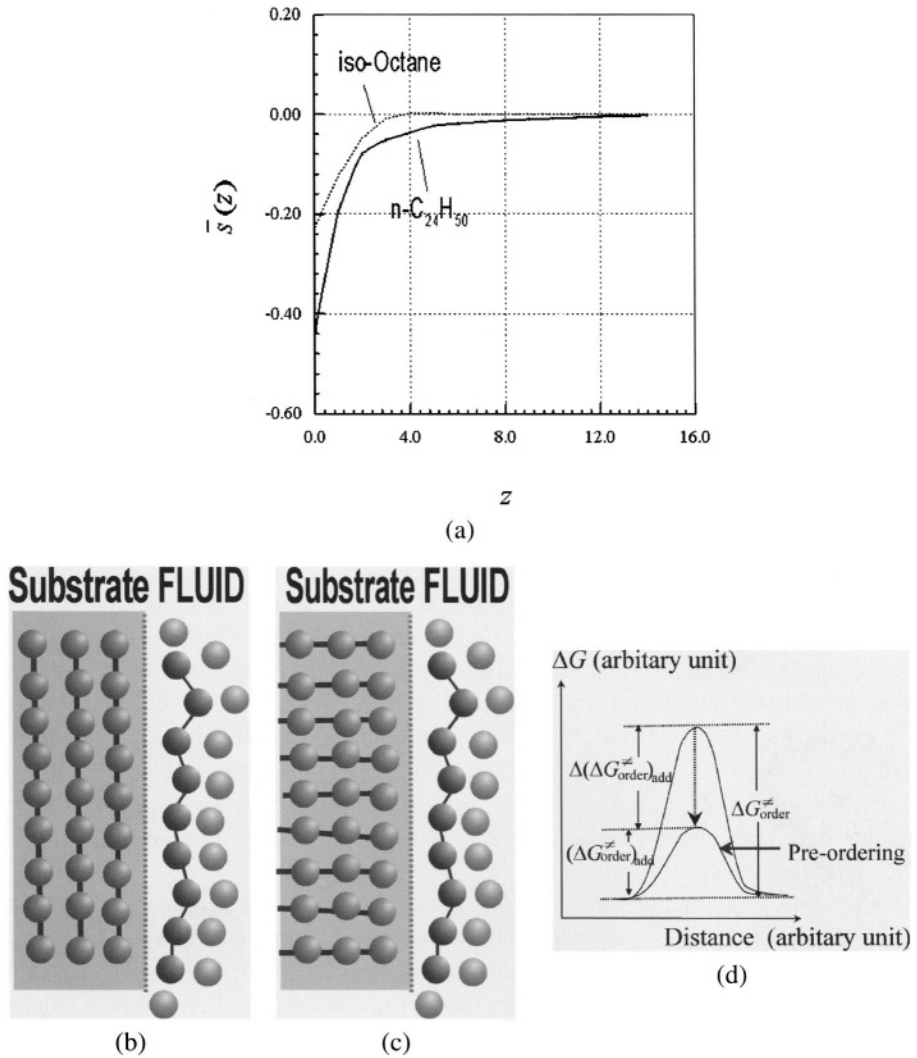 0.20
iso-Octane
0.00
-0.20
s̄ (z)
n-C₂₄H₅₀
-0.40
-0.60
0.0 4.0 8.0 12.0 16.0
z
(a)
Substrate FLUID
Substrate FLUID
ΔG (arbitary unit)
Δ(ΔG≠order)add
ΔG≠order
(ΔG≠order)add
Pre-ordering
Distance (arbitary unit)
(d)
(b) (c)